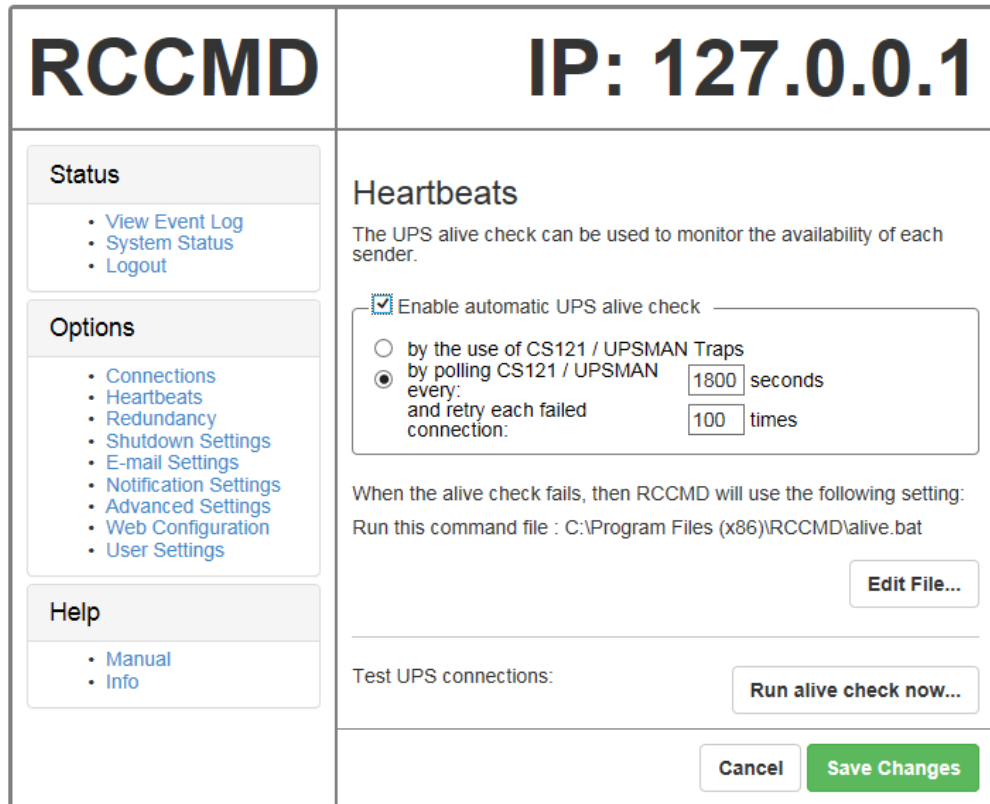 RCCMD
IP: 127.0.0.1
Status
• View Event Log
• System Status
• Logout
Options
• Connections
• Heartbeats
• Redundancy
• Shutdown Settings
• E-mail Settings
• Notification Settings
• Advanced Settings
• Web Configuration
• User Settings
Help
• Manual
• Info
Heartbeats
The UPS alive check can be used to monitor the availability of each
sender.
Enable automatic UPS alive check
by the use of CS121 / UPSMAN Traps
by polling CS121 / UPSMAN
every:
1800 seconds
and retry each failed
connection:
100 times
When the alive check fails, then RCCMD will use the following setting:
Run this command file : C:\Program Files (x86)\RCCMD\alive.bat
Edit File...
Test UPS connections:
Run alive check now...
Cancel
Save Changes